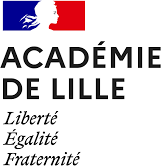 ACADÉMIE
DE LILLE
Liberté
Égalité
Fraternité